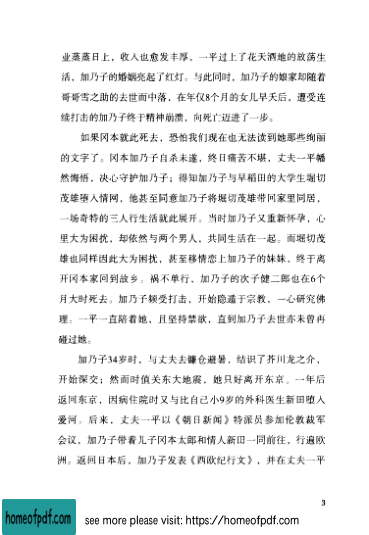 业蒸蒸日上，收入也愈发丰厚，一平过上了花天酒地的放荡生
活，加乃子的婚姻亮起了红灯。与此同时，加乃子的娘家却随着
哥哥雪之助的去世而中落，在年仅8个月的女儿早夭后，遭受连
续打击的加乃子终于精神崩溃，向死亡迈进了一步。
如果冈本就此死去，恐怕我们现在也无法读到她那些绚丽
的文字了。冈本加乃子自杀未遂，终日痛苦不堪，丈夫一平幡
然悔悟，决心守护加乃子；得知加乃子与早稻田的大学生堀切
茂雄堕入情网，他甚至同意加乃子将堀切茂雄带回家里同居，
一场奇特的三人行生活就此展开。当时加乃子又重新怀孕，心
里大为困扰，却依然与两个男人，共同生活在一起。而堀切茂
雄也同样因此大为困扰，甚至移情恋上加乃子的妹妹，终于离
开冈本家回到故乡。祸不单行，加乃子的次子健二郎也在6个
月大时死去。加乃子频受打击，开始隐遁于宗教，一心研究佛
理。一平一直陪着她，且坚持禁欲，直到加乃子去世亦未曾再
碰过她。
加乃子34岁时，与丈夫去镰仓避暑，结识了芥川龙之介，
开始深交；然而时值关东大地震，她只好离开东京。一年后
返回东京，因病住院时又与比自己小9岁的外科医生新田堕人
爱河。后来，丈夫一平以《朝日新闻》特派员参加伦敦裁军
会议，加乃子带着儿子冈本太郎和情人新田一同前往，行遍欧
洲。返回日本后，加乃子发表《西欧纪行文》，并在丈夫一平
3
homeofpdf.com
see more please visit: https://homeofpdf.com